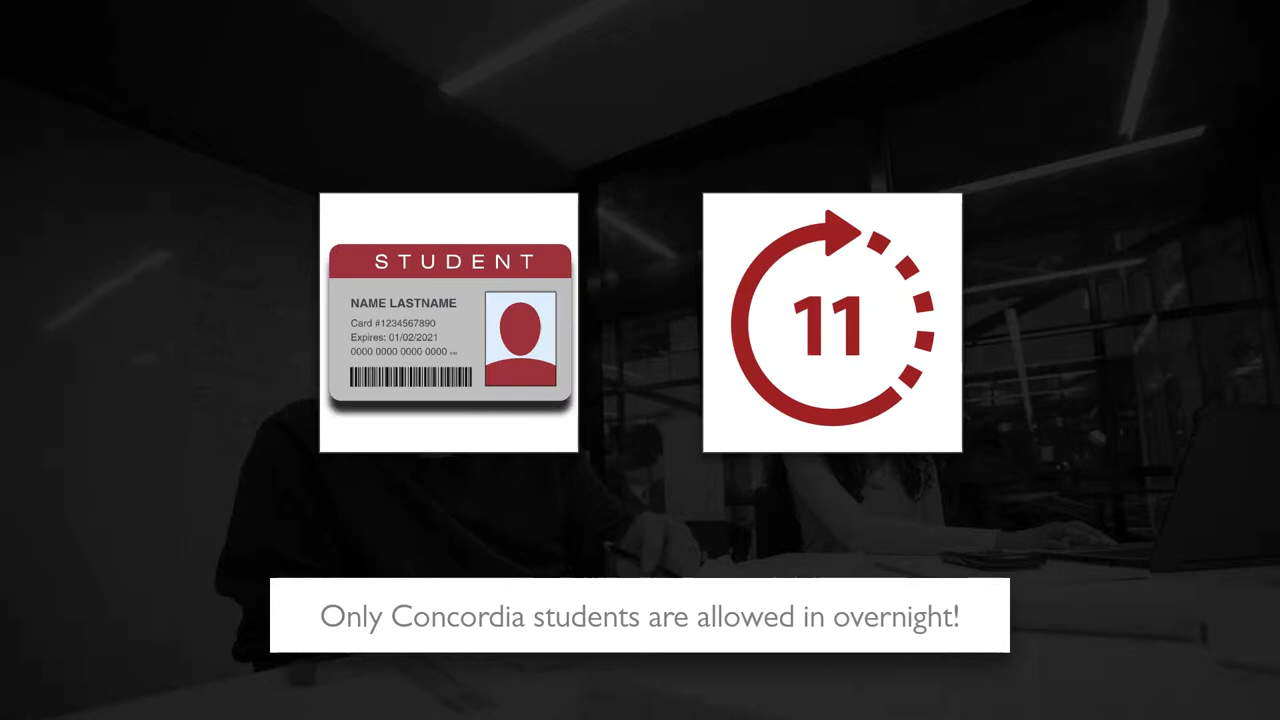 STUDENT
NAME LASTNAME
Card #1234567890
Expires: 01/02/2021
0000 0000 0000 0000
11
Only Concordia students are allowed in overnight!